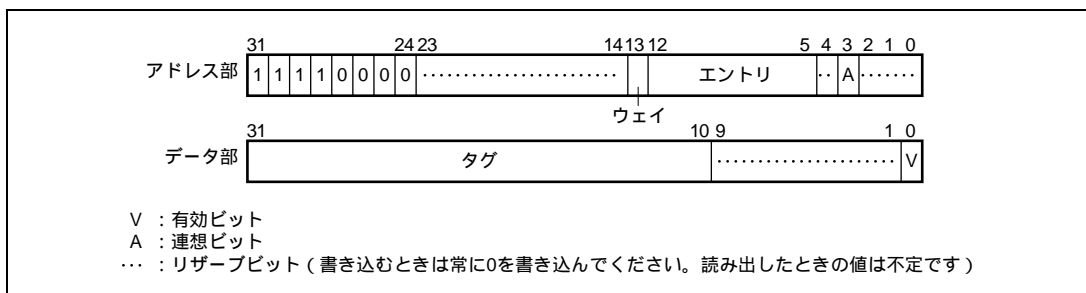 31 24 23 14 13 12 5 4 3 2 1 0
アドレス部 1 1 1 1 0 0 0 0 ······················ エントリ ·· A ·······
ウェイ
31 10 9 1 0
データ部 タグ ······················ V
V :有効ビット
A :連想ビット
··· :リザーブビット(書き込むときは常に0を書き込んでください。読み出したときの値は不定です)